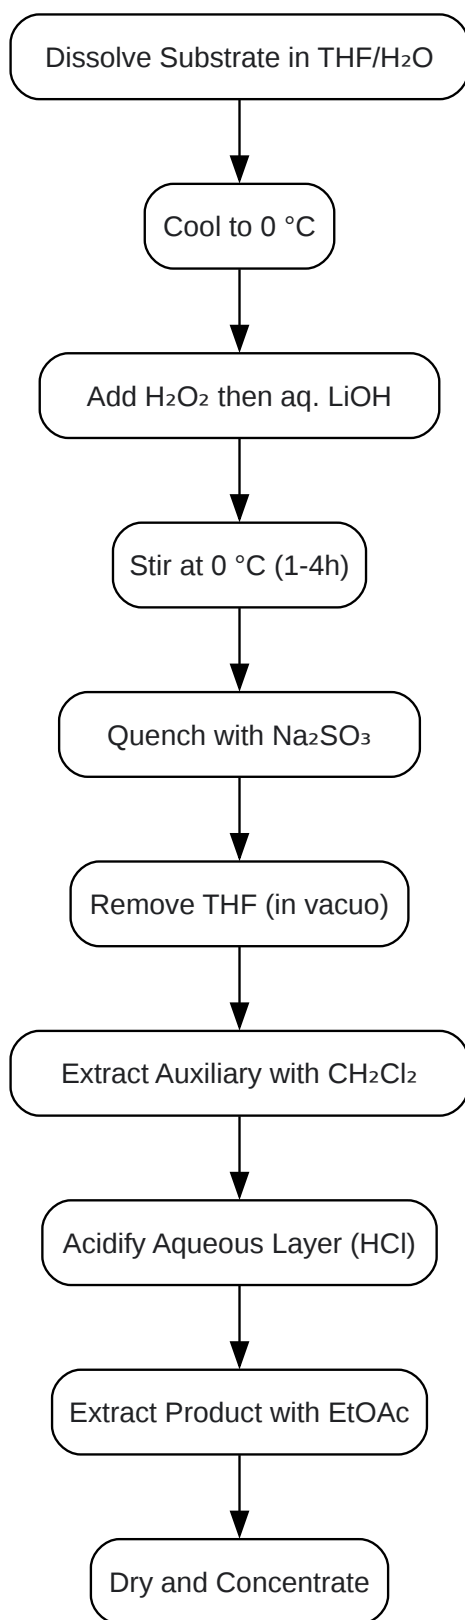 Dissolve Substrate in THF/H₂O
Cool to 0 °C
Add H₂O₂ then aq. LiOH
Stir at 0 °C (1-4h)
Quench with Na₂SO₃
Remove THF (in vacuo)
Extract Auxiliary with CH₂Cl₂
Acidify Aqueous Layer (HCl)
Extract Product with EtOAc
Dry and Concentrate